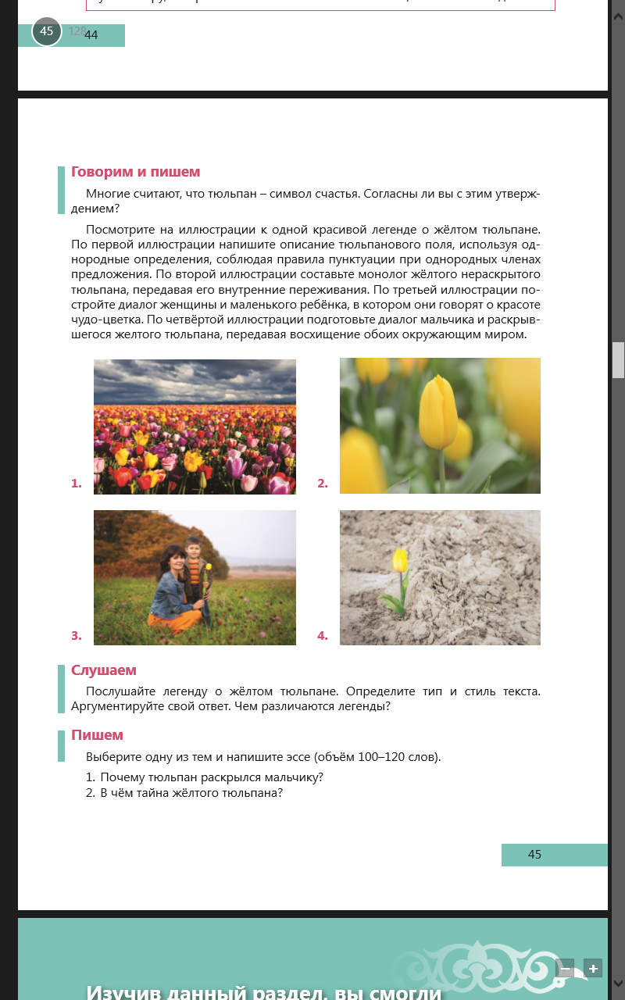 45
128
44
Говорим и пишем
Многие считают, что тюльпан – символ счастья. Согласны ли вы с этим утверж-
дением?
Посмотрите на иллюстрации к одной красивой легенде о жёлтом тюльпане.
По первой иллюстрации напишите описание тюльпанового поля, используя од-
нородные определения, соблюдая правила пунктуации при однородных членах
предложения. По второй иллюстрации составьте монолог жёлтого нераскрытого
тюльпана, передавая его внутренние переживания. По третьей иллюстрации по-
стройте диалог женщины и маленького ребёнка, в котором они говорят о красоте
чудо-цветка. По четвёртой иллюстрации подготовьте диалог мальчика и раскрыв-
шегося желтого тюльпана, передавая восхищение обоих окружающим миром.
1.
2.
3.
4.
Слушаем
Послушайте легенду о жёлтом тюльпане. Определите тип и стиль текста.
Аргументируйте свой ответ. Чем различаются легенды?
Пишем
Выберите одну из тем и напишите эссе (объём 100–120 слов).
1. Почему тюльпан раскрылся мальчику?
2. В чём тайна жёлтого тюльпана?
45
Изучив данный раздел, вы смогли